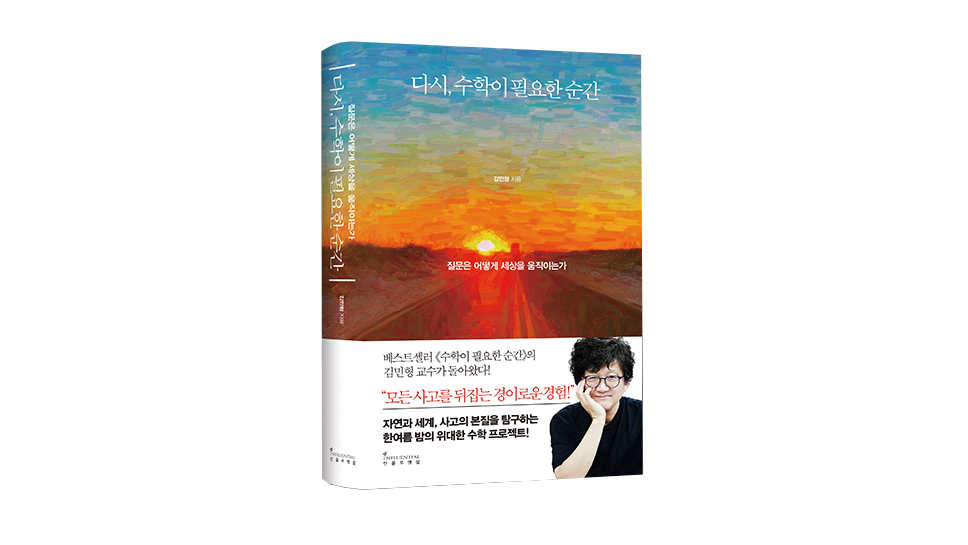 다시, 수학이 필요한 순간
질문은 어떻게 세상을 움직이는가
김민형 지음
다시, 수학이 필요한 순간
김민형 지음
질문은 어떻게 세상을 움직이는가
베스트셀러 《수학이 필요한 순간》의
김민형 교수가 돌아왔다!
“모든 사고를 뒤집는 경이로운 경험!”
자연과 세계, 사고의 본질을 탐구하는
한여름 밤의 위대한 수학 프로젝트!
INFLUENTIAL
인플루엔셜